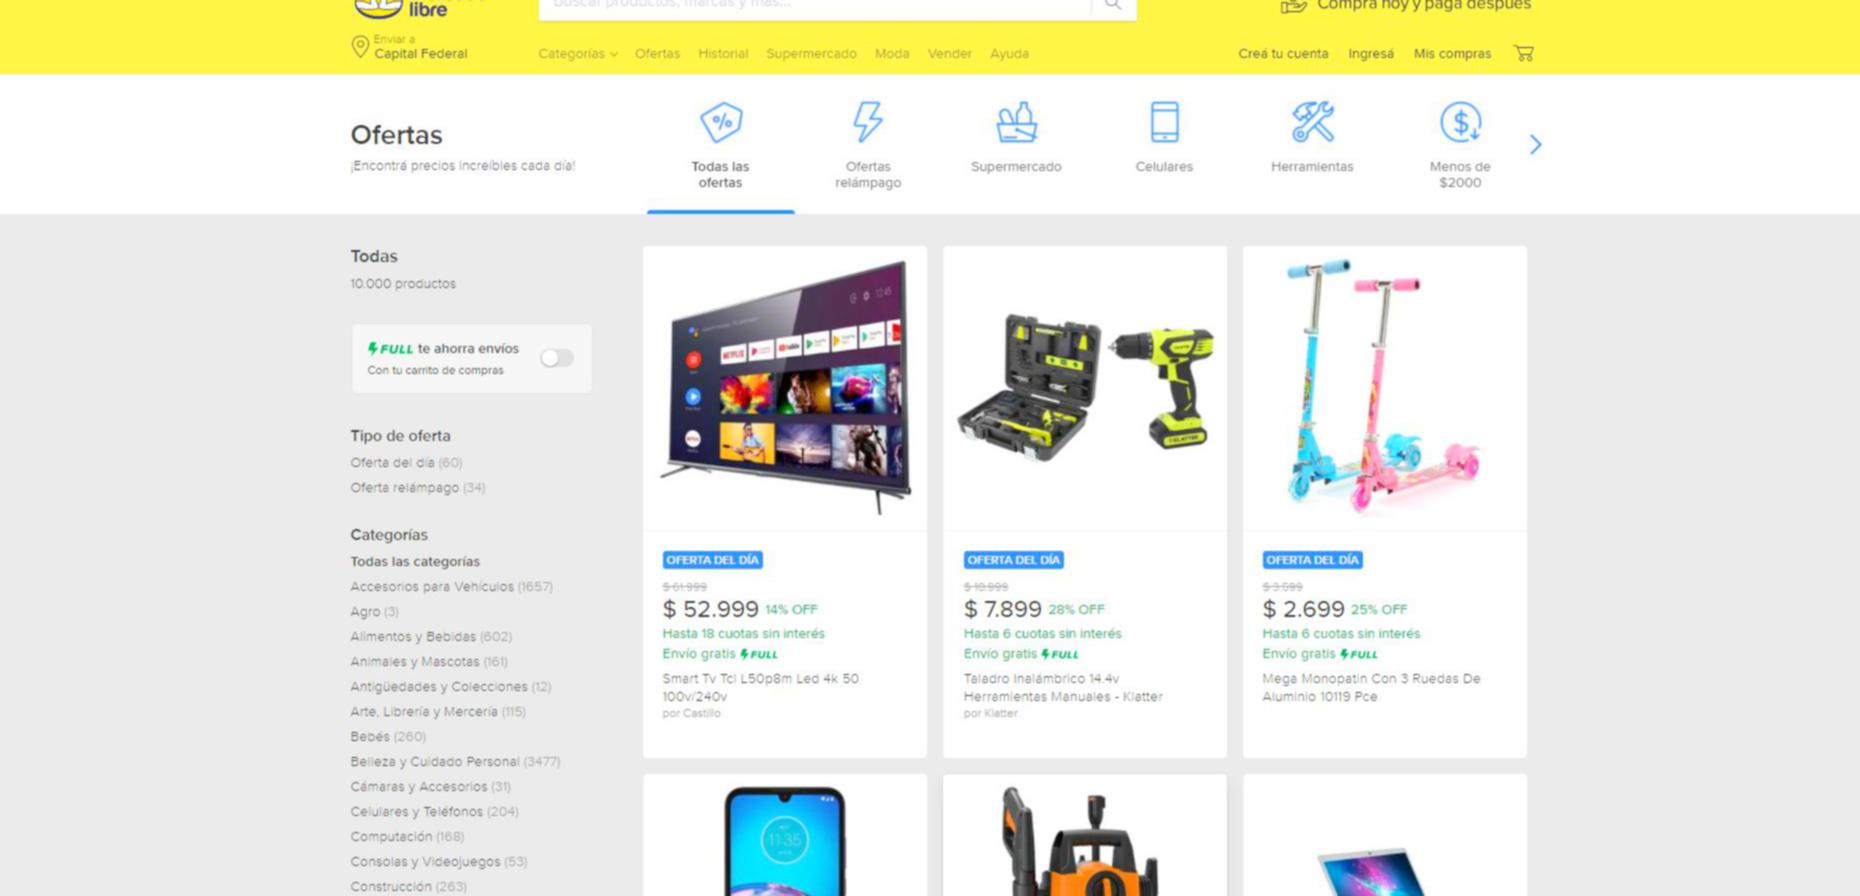 libre
Buscar productos, marcas y más...
Compra hoy y paga después
Enviar a
Capital Federal
Categorías
Ofertas
Historial
Supermercado
Moda
Vender
Ayuda
Creá tu cuenta
Ingresá
Mis compras
Ofertas
¡Encontrá precios increíbles cada día!
Todas las
ofertas
Ofertas
relámpago
Supermercado
Celulares
Herramientas
Menos de
$2000
Todas
10.000 productos
FULL te ahorra envíos
Con tu carrito de compras
Tipo de oferta
Oferta del día (60)
Oferta relámpago (34)
Categorías
Todas las categorías
Accesorios para Vehículos (1657)
Agro (3)
Alimentos y Bebidas (602)
Animales y Mascotas (161)
Antigüedades y Colecciones (12)
Arte, Librería y Mercería (115)
Bebés (260)
Belleza y Cuidado Personal (3477)
Cámaras y Accesorios (31)
Celulares y Teléfonos (204)
Computación (168)
Consolas y Videojuegos (53)
Construcción (263)
12:45
NETFLIX
YouTube
OFERTA DEL DÍA
$ 61.999
$ 52.999 14% OFF
Hasta 18 cuotas sin interés
Envío gratis FULL
Smart Tv Tcl L50p8m Led 4k 50
100v/240v
por Castillo
KLATTER
OFERTA DEL DÍA
$ 10.999
$ 7.899 28% OFF
Hasta 6 cuotas sin interés
Envío gratis FULL
Taladro Inalámbrico 14.4v
Herramientas Manuales - Klatter
por Klatter
OFERTA DEL DÍA
$ 3.599
$ 2.699 25% OFF
Hasta 6 cuotas sin interés
Envío gratis FULL
Mega Monopatin Con 3 Ruedas De
Aluminio 10119 Pce
11:35